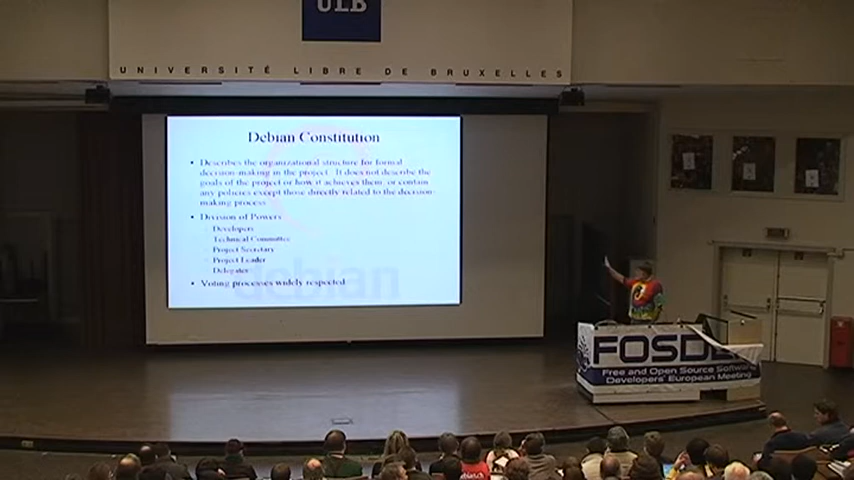 ULB
UNIVERSITÉ LIBRE DE BRUXELLES
Debian Constitution
• Describes the organizational structure for formal
decision-making in the project. It does not describe the
goals of the project or how it achieves them, or contain
any policies except those directly related to the decision-
making process
• Division of Powers
Developers
Technical Committee
Project Secretary
Project Leader
Delegates
• Voting processes widely respected
debian
FOSDE
Free and Open Source Software
Developers' European Meeting